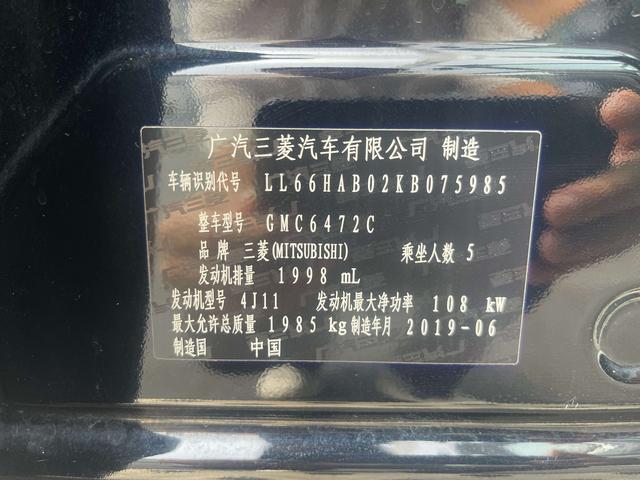 广汽三菱汽车有限公司 制造
车辆识别代号 LL66HAB02KB075985
整车型号 GMC6472C
品牌 三菱(MITSUBISHI) 乘坐人数 5
发动机排量 1998 mL
发动机型号 4J11 发动机最大净功率 108 kW
最大允许总质量 1985 kg 制造年月 2019-06
制造国 中国